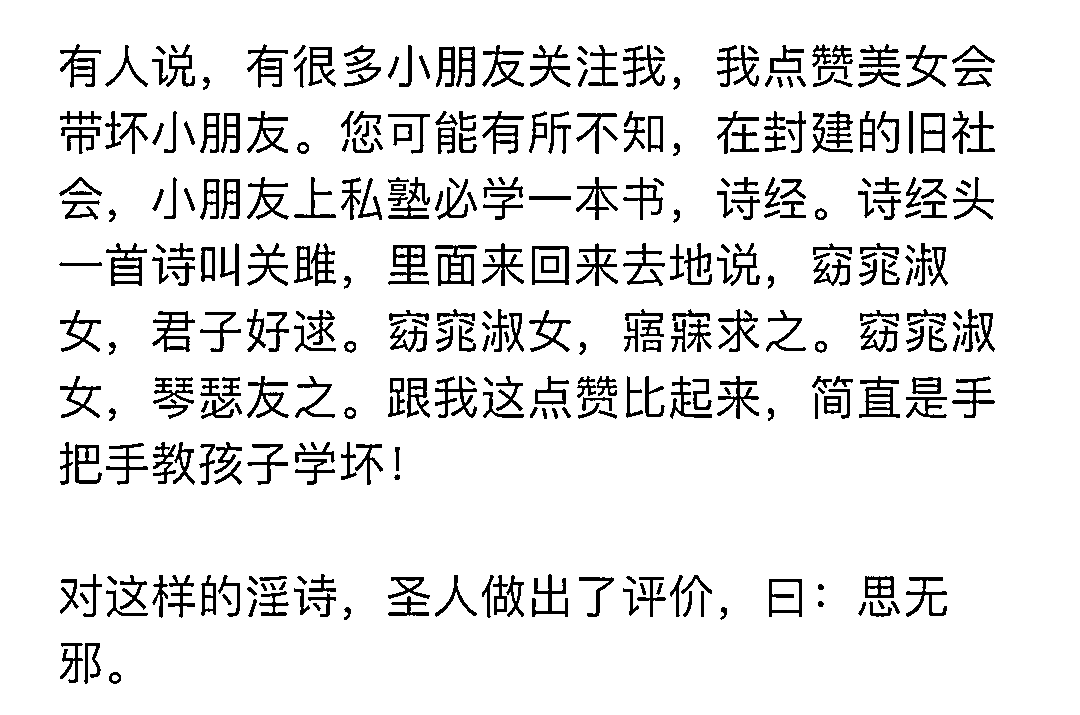 有人说，有很多小朋友关注我，我点赞美女会
带坏小朋友。您可能有所不知，在封建的旧社
会，小朋友上私塾必学一本书，诗经。诗经头
一首诗叫关雎，里面来回来去地说，窈窕淑
女，君子好逑。窈窕淑女，寤寐求之。窈窕淑
女，琴瑟友之。跟我这点赞比起来，简直是手
把手教孩子学坏！
对这样的淫诗，圣人做出了评价，曰：思无
邪。